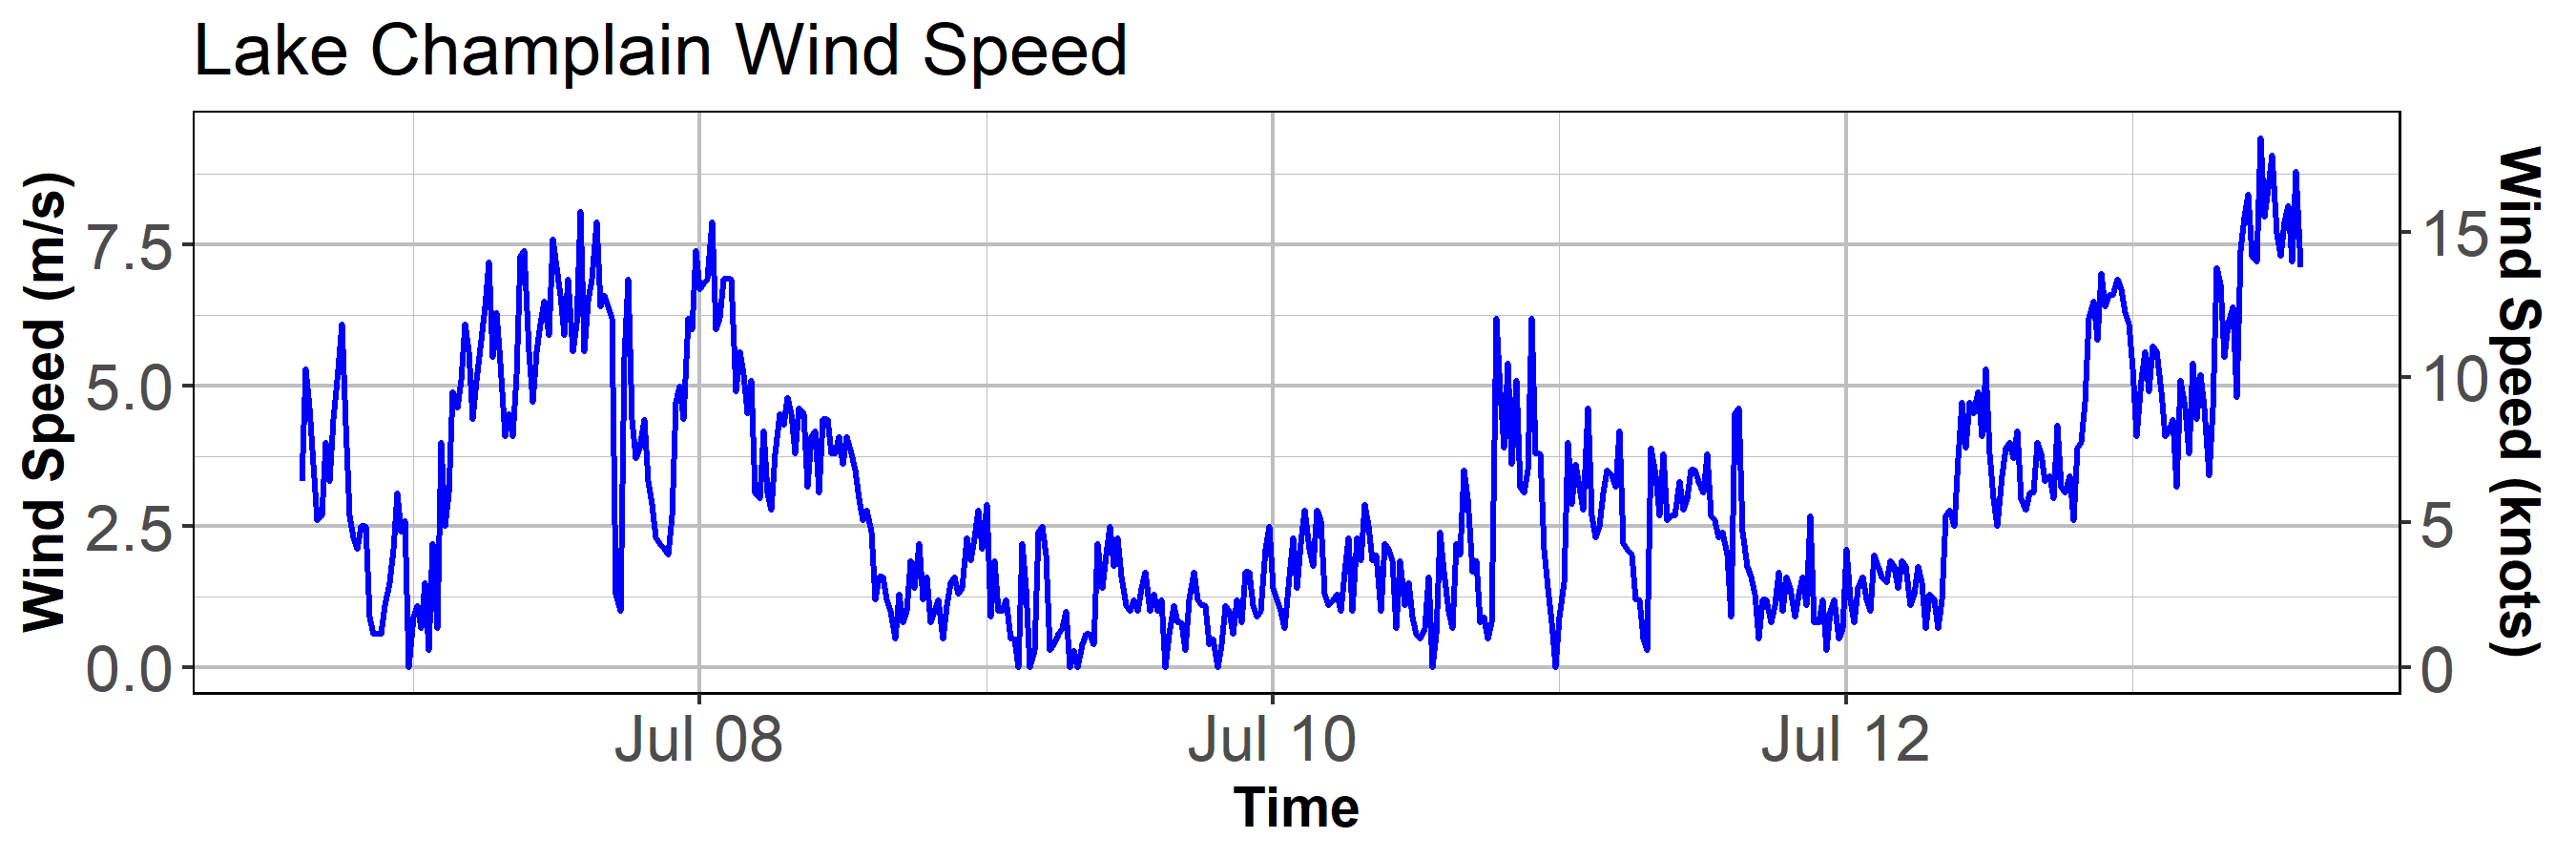 Lake Champlain Wind Speed
Wind Speed (m/s)
7.5
5.0
2.5
0.0
15
10
5
0
Wind Speed (knots)
Jul 08
Jul 10
Jul 12
Time